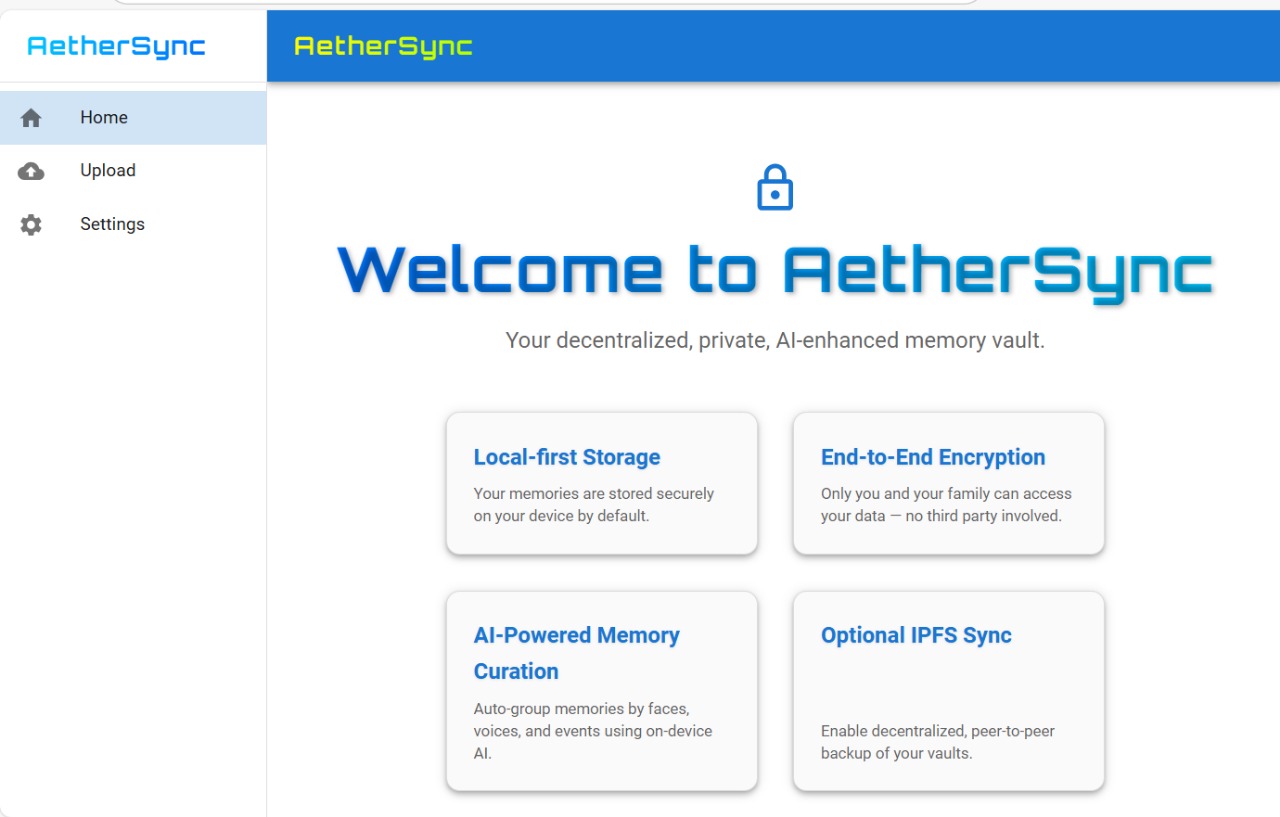 AetherSync
AetherSync
Home
Upload
Settings
Welcome to AetherSync
Your decentralized, private, AI-enhanced memory vault.
Local-first Storage
Your memories are stored securely
on your device by default.
End-to-End Encryption
Only you and your family can access
your data — no third party involved.
AI-Powered Memory
Curation
Auto-group memories by faces,
voices, and events using on-device
AI.
Optional IPFS Sync
Enable decentralized, peer-to-peer
backup of your vaults.